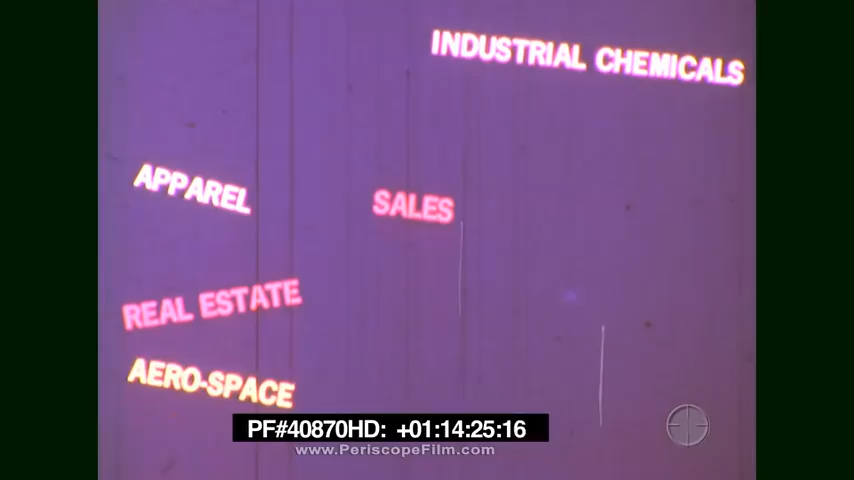 INDUSTRIAL CHEMICALS
APPAREL
SALES
REAL ESTATE
AERO-SPACE
PF#40870HD: +01:14:25:16
www.PeriscopeFilm.com